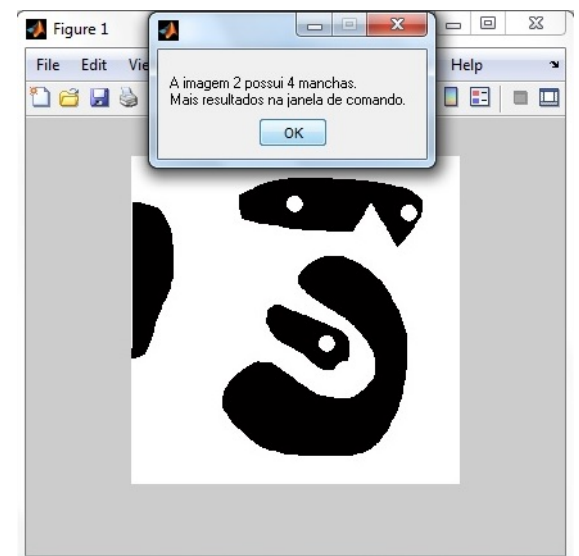 Figure 1
File Edit Vie Help
A imagem 2 possui 4 manchas.
Mais resultados na janela de comando.
OK